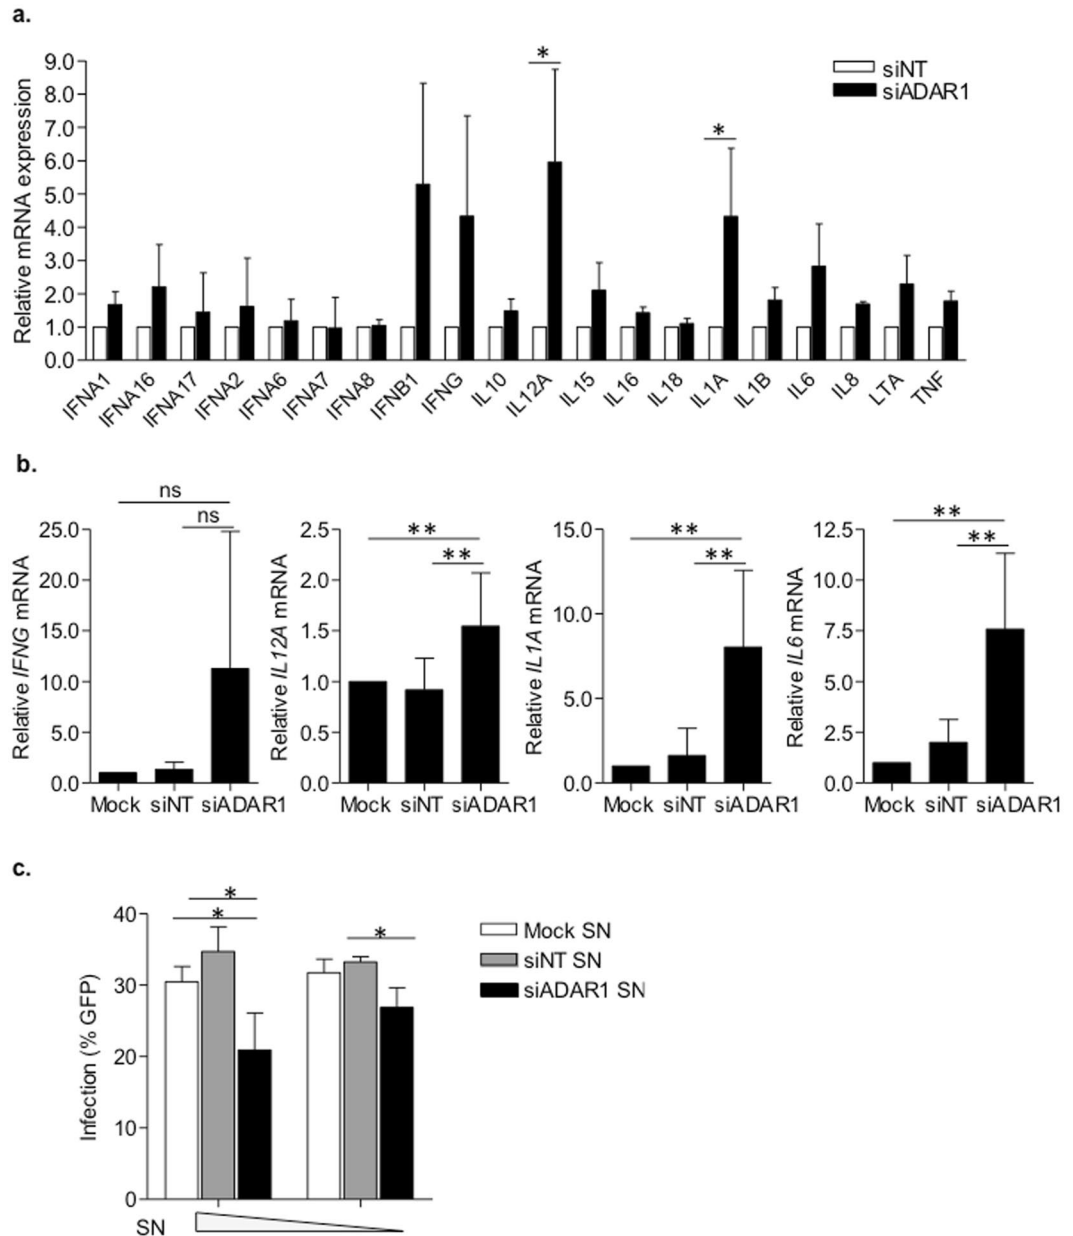 a.
9.0
8.0
7.0
6.0
5.0
4.0
3.0
2.0
1.0
0.0
Relative mRNA expression
*
*
siNT
siADAR1
IFNA1
IFNA16
IFNA17
IFNA2
IFNA6
IFNA7
IFNA8
IFNB1
IFNG
IL10
IL12A
IL15
IL16
IL18
IL1A
IL1B
IL6
IL8
LTA
TNF
b.
ns
ns
25.0
20.0
15.0
10.0
5.0
0.0
Relative IFNG mRNA
Mock siNT siADAR1
**
**
2.5
2.0
1.5
1.0
0.5
0.0
Relative IL12A mRNA
Mock siNT siADAR1
**
**
15.0
10.0
5.0
0.0
Relative IL1A mRNA
Mock siNT siADAR1
**
**
12.5
10.0
7.5
5.0
2.5
0.0
Relative IL6 mRNA
Mock siNT siADAR1
c.
*
*
*
40
30
20
10
0
Infection (% GFP)
Mock SN
siNT SN
siADAR1 SN
SN